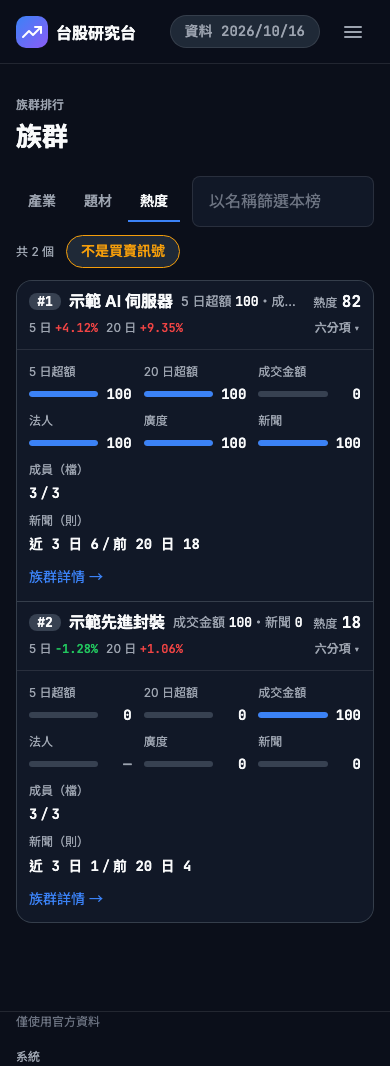 台股研究台
資料 2026/10/16
族群排行
族群
產業 題材 熱度 以名稱篩選本榜
共 2 個 不是買賣訊號
#1 示範 AI 伺服器 5 日超額 100・成… 熱度 82
5 日 +4.12% 20 日 +9.35% 六分項 ▾
5 日超額 20 日超額 成交金額
100 100 0
法人 廣度 新聞
100 100 100
成員（檔）
3 / 3
新聞（則）
近 3 日 6 / 前 20 日 18
族群詳情 →
#2 示範先進封裝 成交金額 100・新聞 0 熱度 18
5 日 -1.28% 20 日 +1.06% 六分項 ▾
5 日超額 20 日超額 成交金額
0 0 100
法人 廣度 新聞
— 0 0
成員（檔）
3 / 3
新聞（則）
近 3 日 1 / 前 20 日 4
族群詳情 →
僅使用官方資料
系統